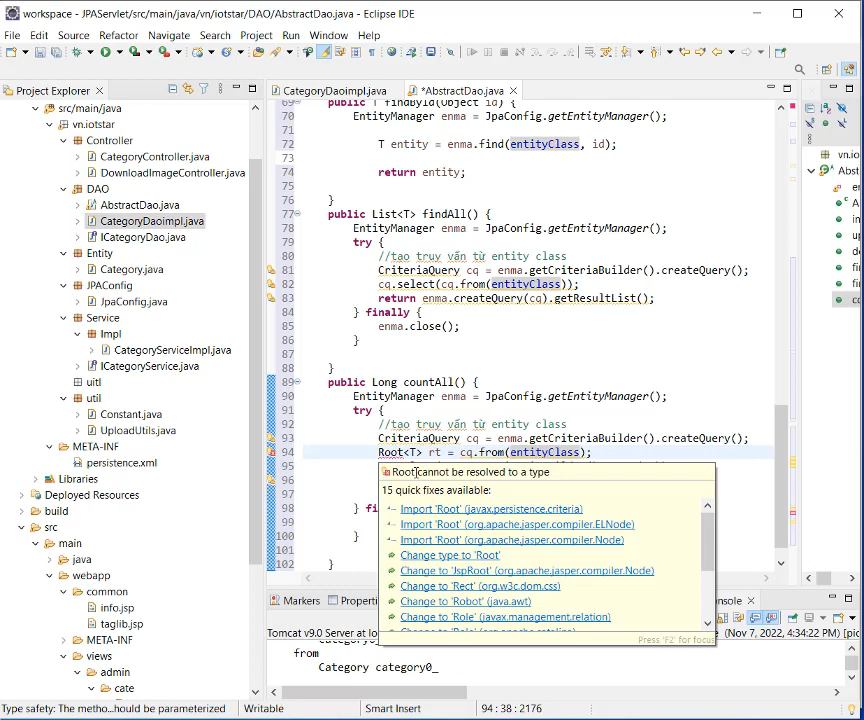 workspace - JPAServlet/src/main/java/vn/iotstar/DAO/AbstractDao.java - Eclipse IDE
File Edit Source Refactor Navigate Search Project Run Window Help
Project Explorer
CategoryDaoImpl.java
*AbstractDao.java
src/main/java
vn.iotstar
Controller
CategoryController.java
DownloadImageController.java
DAO
AbstractDao.java
CategoryDaoImpl.java
ICategoryDao.java
Entity
Category.java
JPAConfig
JpaConfig.java
Service
Impl
CategoryServiceImpl.java
ICategoryService.java
uitl
util
Constant.java
UploadUtils.java
META-INF
persistence.xml
Libraries
Deployed Resources
build
src
main
java
webapp
common
info.jsp
taglib.jsp
META-INF
views
admin
cate
69 public T findById(Object id) {
70 EntityManager enma = JpaConfig.getEntityManager();
71
72 T entity = enma.find(entityClass, id);
73
74 return entity;
75
76 }
77 public List<T> findAll() {
78 EntityManager enma = JpaConfig.getEntityManager();
79 try {
80 //tạo truy vấn từ entity class
81 CriteriaQuery cq = enma.getCriteriaBuilder().createQuery();
82 cq.select(cq.from(entityClass));
83 return enma.createQuery(cq).getResultList();
84 } finally {
85 enma.close();
86 }
87
88 }
89 public Long countAll() {
90 EntityManager enma = JpaConfig.getEntityManager();
91 try {
92 //tạo truy vấn từ entity class
93 CriteriaQuery cq = enma.getCriteriaBuilder().createQuery();
94 Root<T> rt = cq.from(entityClass);
95
96
97
98 } fi
99
100 }
101
102 }
Root cannot be resolved to a type
15 quick fixes available:
Import 'Root' (javax.persistence.criteria)
Import 'Root' (org.apache.jasper.compiler.ELNode)
Import 'Root' (org.apache.jasper.compiler.Node)
Change type to 'Root'
Change to 'JspRoot' (org.apache.jasper.compiler.Node)
Change to 'Rect' (org.w3c.dom.css)
Change to 'Robot' (java.awt)
Change to 'Role' (javax.management.relation)
Press 'F2' for focus
vn.io
Abst
Markers
Properti
onsole
Tomcat v9.0 Server at lo
(Nov 7, 2022, 4:34:22 PM) [pi
from
Category category0_
Type safety: The metho...hould be parameterized
Writable
Smart Insert
94 : 38 : 2176